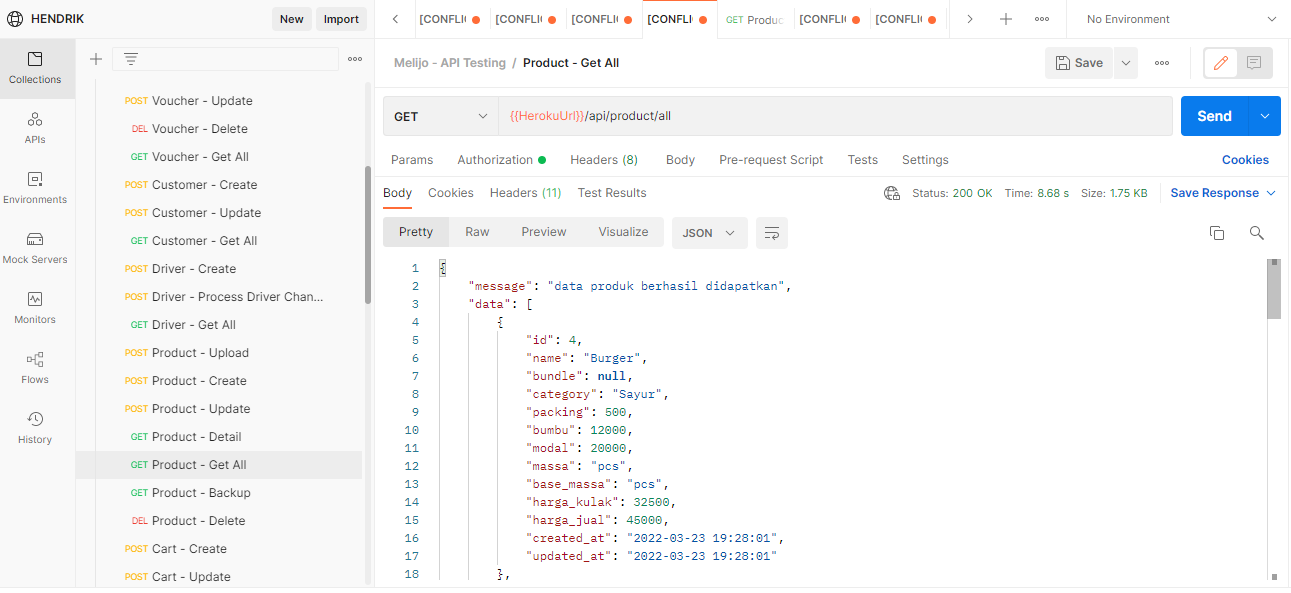 HENDRIK
New
Import
[CONFLI
[CONFLI
[CONFLI
[CONFLI
GET Produc
[CONFLI
[CONFLI
No Environment
Collections
APIs
Environments
Mock Servers
Monitors
Flows
History
POST Voucher - Update
DEL Voucher - Delete
GET Voucher - Get All
POST Customer - Create
POST Customer - Update
GET Customer - Get All
POST Driver - Create
POST Driver - Process Driver Chan...
GET Driver - Get All
POST Product - Upload
POST Product - Create
POST Product - Update
GET Product - Detail
GET Product - Get All
GET Product - Backup
DEL Product - Delete
POST Cart - Create
POST Cart - Update
Melijo - API Testing / Product - Get All
Save
GET
{{HerokuUrl}}/api/product/all
Send
Params Authorization Headers (8) Body Pre-request Script Tests Settings
Cookies
Body Cookies Headers (11) Test Results
Status: 200 OK Time: 8.68 s Size: 1.75 KB
Save Response
Pretty Raw Preview Visualize
JSON
1 {
2 "message": "data produk berhasil didapatkan",
3 "data": [
4 {
5 "id": 4,
6 "name": "Burger",
7 "bundle": null,
8 "category": "Sayur",
9 "packing": 500,
10 "bumbu": 12000,
11 "modal": 20000,
12 "massa": "pcs",
13 "base_massa": "pcs",
14 "harga_kulak": 32500,
15 "harga_jual": 45000,
16 "created_at": "2022-03-23 19:28:01",
17 "updated_at": "2022-03-23 19:28:01"
18 },